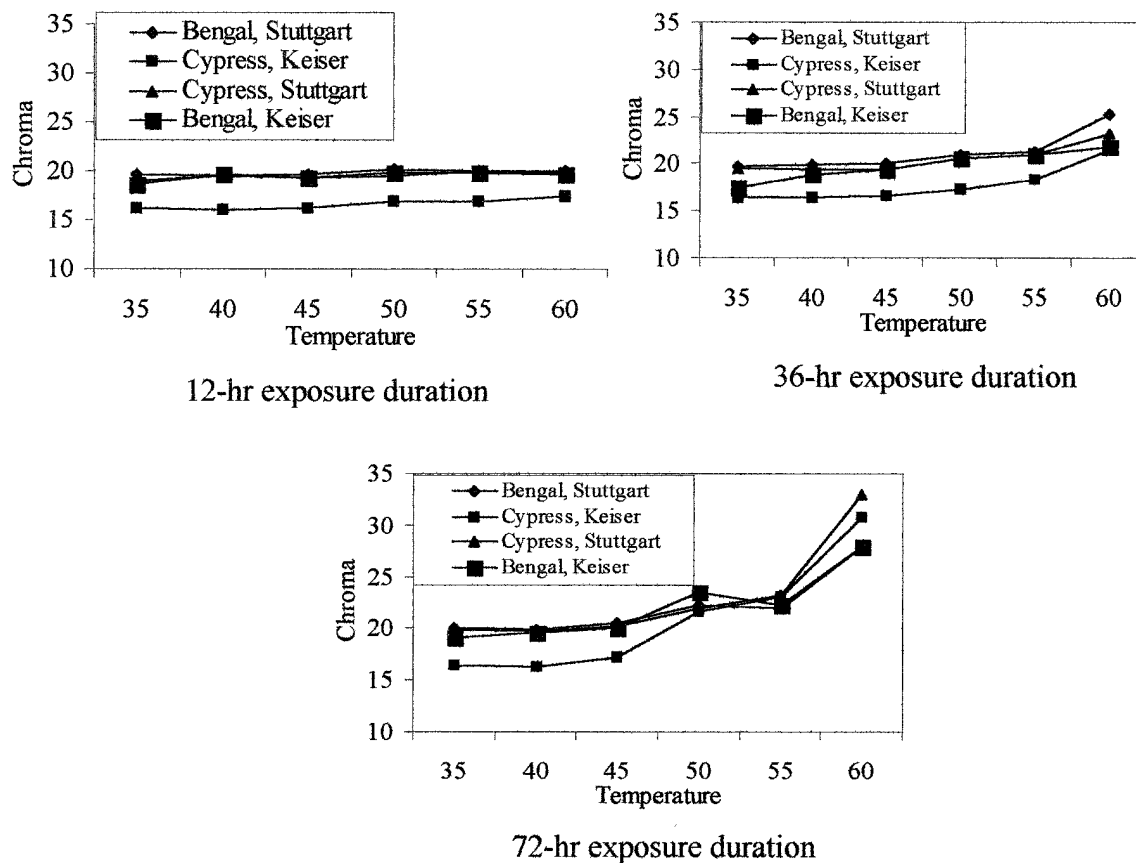 35
30
25
20
15
10
Chroma
Bengal, Stuttgart
Cypress, Keiser
Cypress, Stuttgart
Bengal, Keiser
35 40 45 50 55 60
Temperature
12-hr exposure duration
35
30
25
20
15
10
Chroma
Bengal, Stuttgart
Cypress, Keiser
Cypress, Stuttgart
Bengal, Keiser
35 40 45 50 55 60
Temperature
36-hr exposure duration
35
30
25
20
15
10
Chroma
Bengal, Stuttgart
Cypress, Keiser
Cypress, Stuttgart
Bengal, Keiser
35 40 45 50 55 60
Temperature
72-hr exposure duration